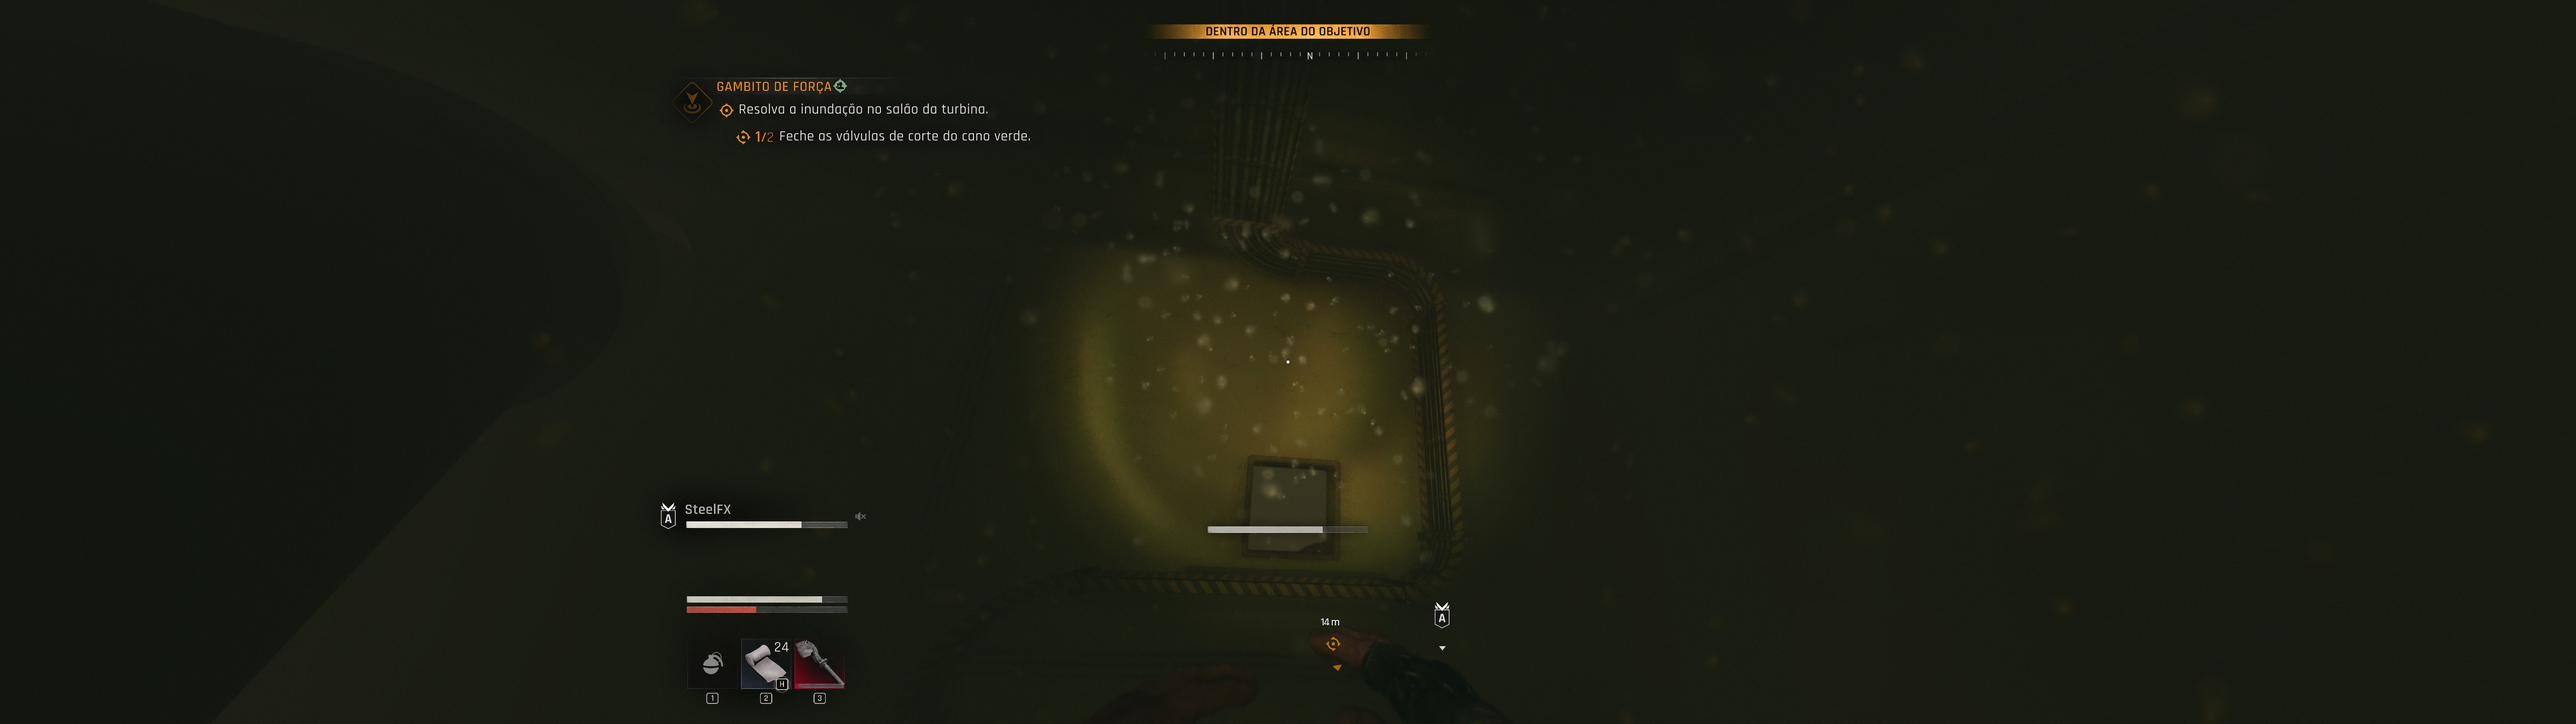 DENTRO DA ÁREA DO OBJETIVO
N
GAMBITO DE FORÇA
Resolva a inundação no salão da turbina.
1/2 Feche as válvulas de corte do cano verde.
A SteelFX
14 m
A
24
H
1 2 3